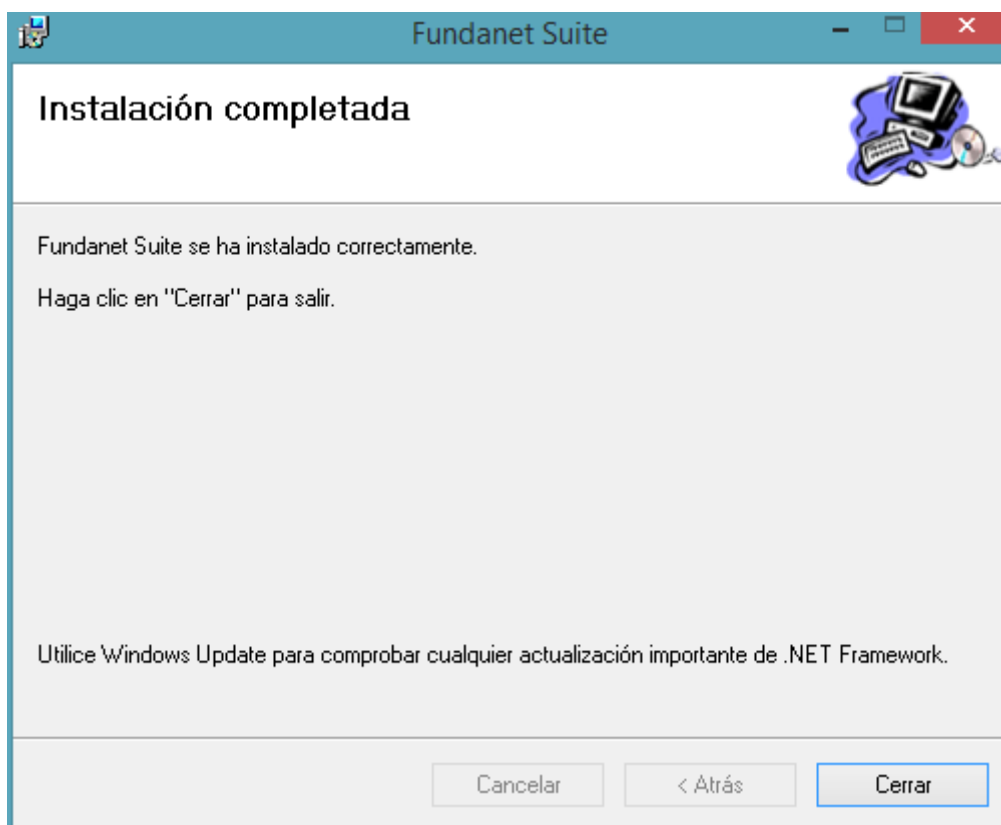 Fundanet Suite
Instalación completada
Fundanet Suite se ha instalado correctamente.
Haga clic en "Cerrar" para salir.
Utilice Windows Update para comprobar cualquier actualización importante de .NET Framework.
Cancelar
< Atrás
Cerrar